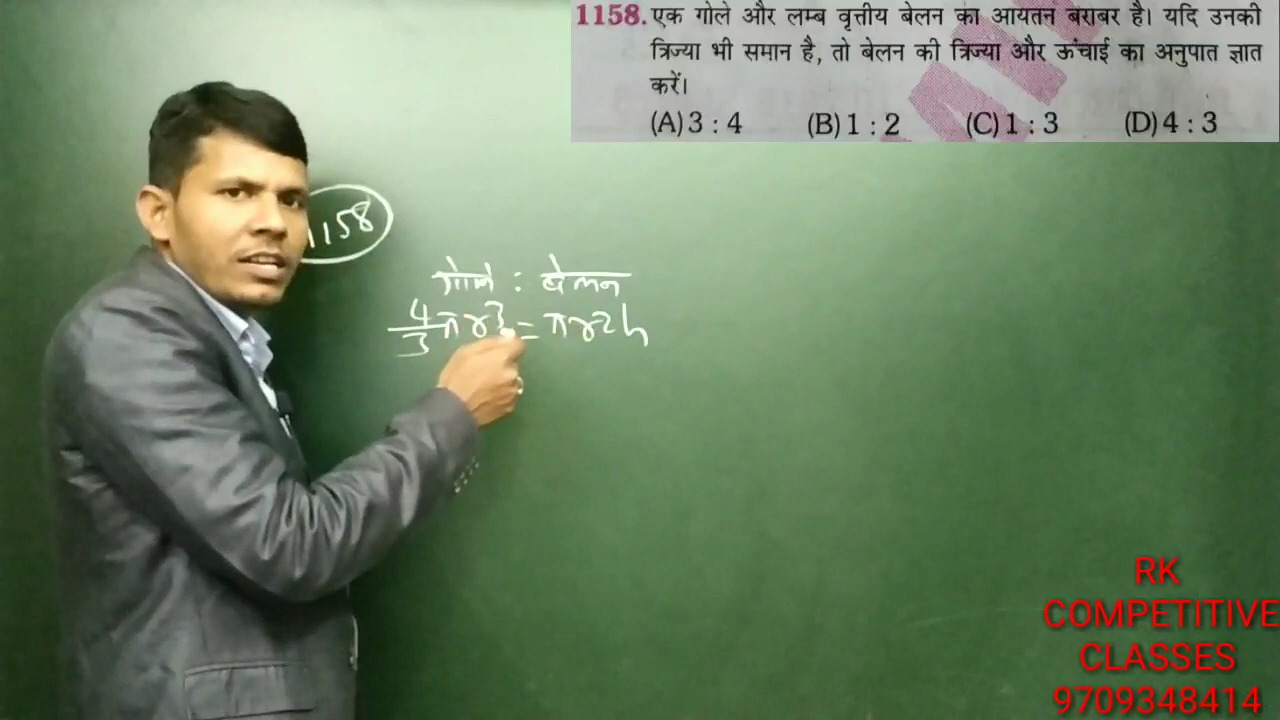 1158. एक गोले और लम्ब वृत्तीय बेलन का आयतन बराबर है। यदि उनकी
त्रिज्या भी समान है, तो बेलन की त्रिज्या और ऊंचाई का अनुपात ज्ञात
करें।
(A) 3 : 4 (B) 1 : 2 (C) 1 : 3 (D) 4 : 3
1158
गोले : बेलन
4/3 πr3 = πr2h
RK
COMPETITIVE
CLASSES
9709348414